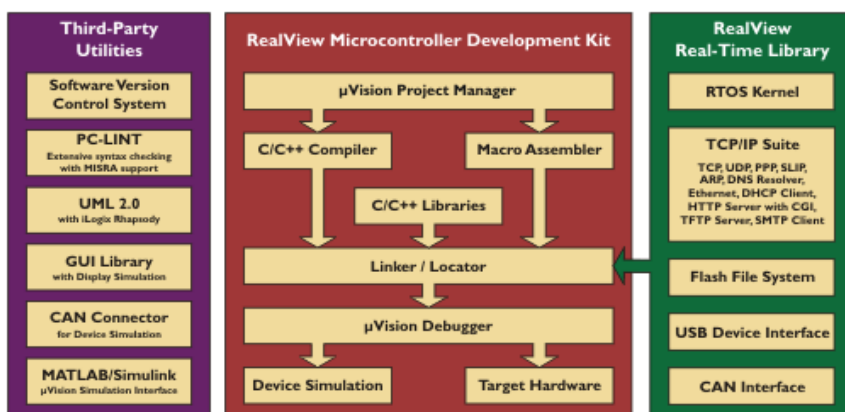 Third-Party
Utilities
Software Version
Control System
PC-LINT
Extensive syntax checking
with MISRA support
UML 2.0
with iLogix Rhapsody
GUI Library
with Display Simulation
CAN Connector
for Device Simulation
MATLAB/Simulink
µVision Simulation Interface
RealView Microcontroller Development Kit
µVision Project Manager
C/C++ Compiler
Macro Assembler
C/C++ Libraries
Linker / Locator
µVision Debugger
Device Simulation
Target Hardware
RealView
Real-Time Library
RTOS Kernel
TCP/IP Suite
TCP, UDP, PPP, SLIP,
ARP, DNS Resolver,
Ethernet, DHCP Client,
HTTP Server with CGI,
TFTP Server, SMTP Client
Flash File System
USB Device Interface
CAN Interface